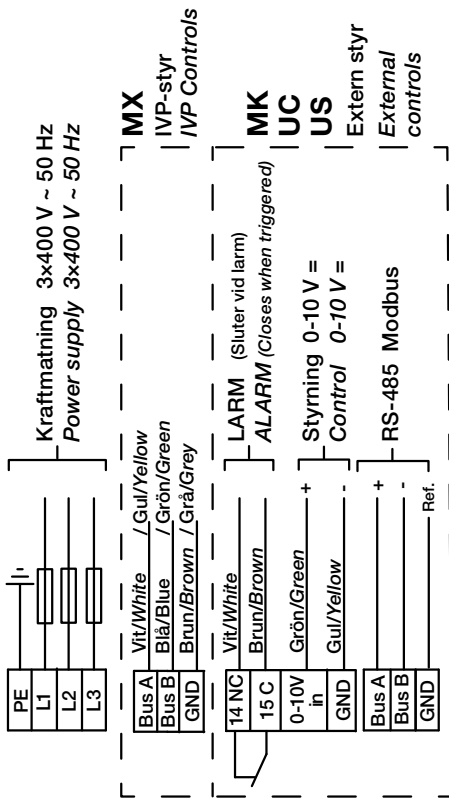 PE
L1
L2
L3
Kraftmatning 3×400 V ~ 50 Hz
Power supply 3×400 V ~ 50 Hz
Bus A
Bus B
GND
Vit/White / Gul/Yellow
Blå/Blue / Grön/Green
Brun/Brown / Grå/Grey
MX
IVP-styr
IVP Controls
14 NC
15 C
0-10V
in
GND
Vit/White
Brun/Brown
Grön/Green
Gul/Yellow
+
-
LARM (Sluter vid larm)
ALARM (Closes when triggered)
Styrning 0-10 V =
Control 0-10 V =
MK
UC
US
Extern styr
External
controls
Bus A
Bus B
GND
+
-
Ref.
RS-485 Modbus